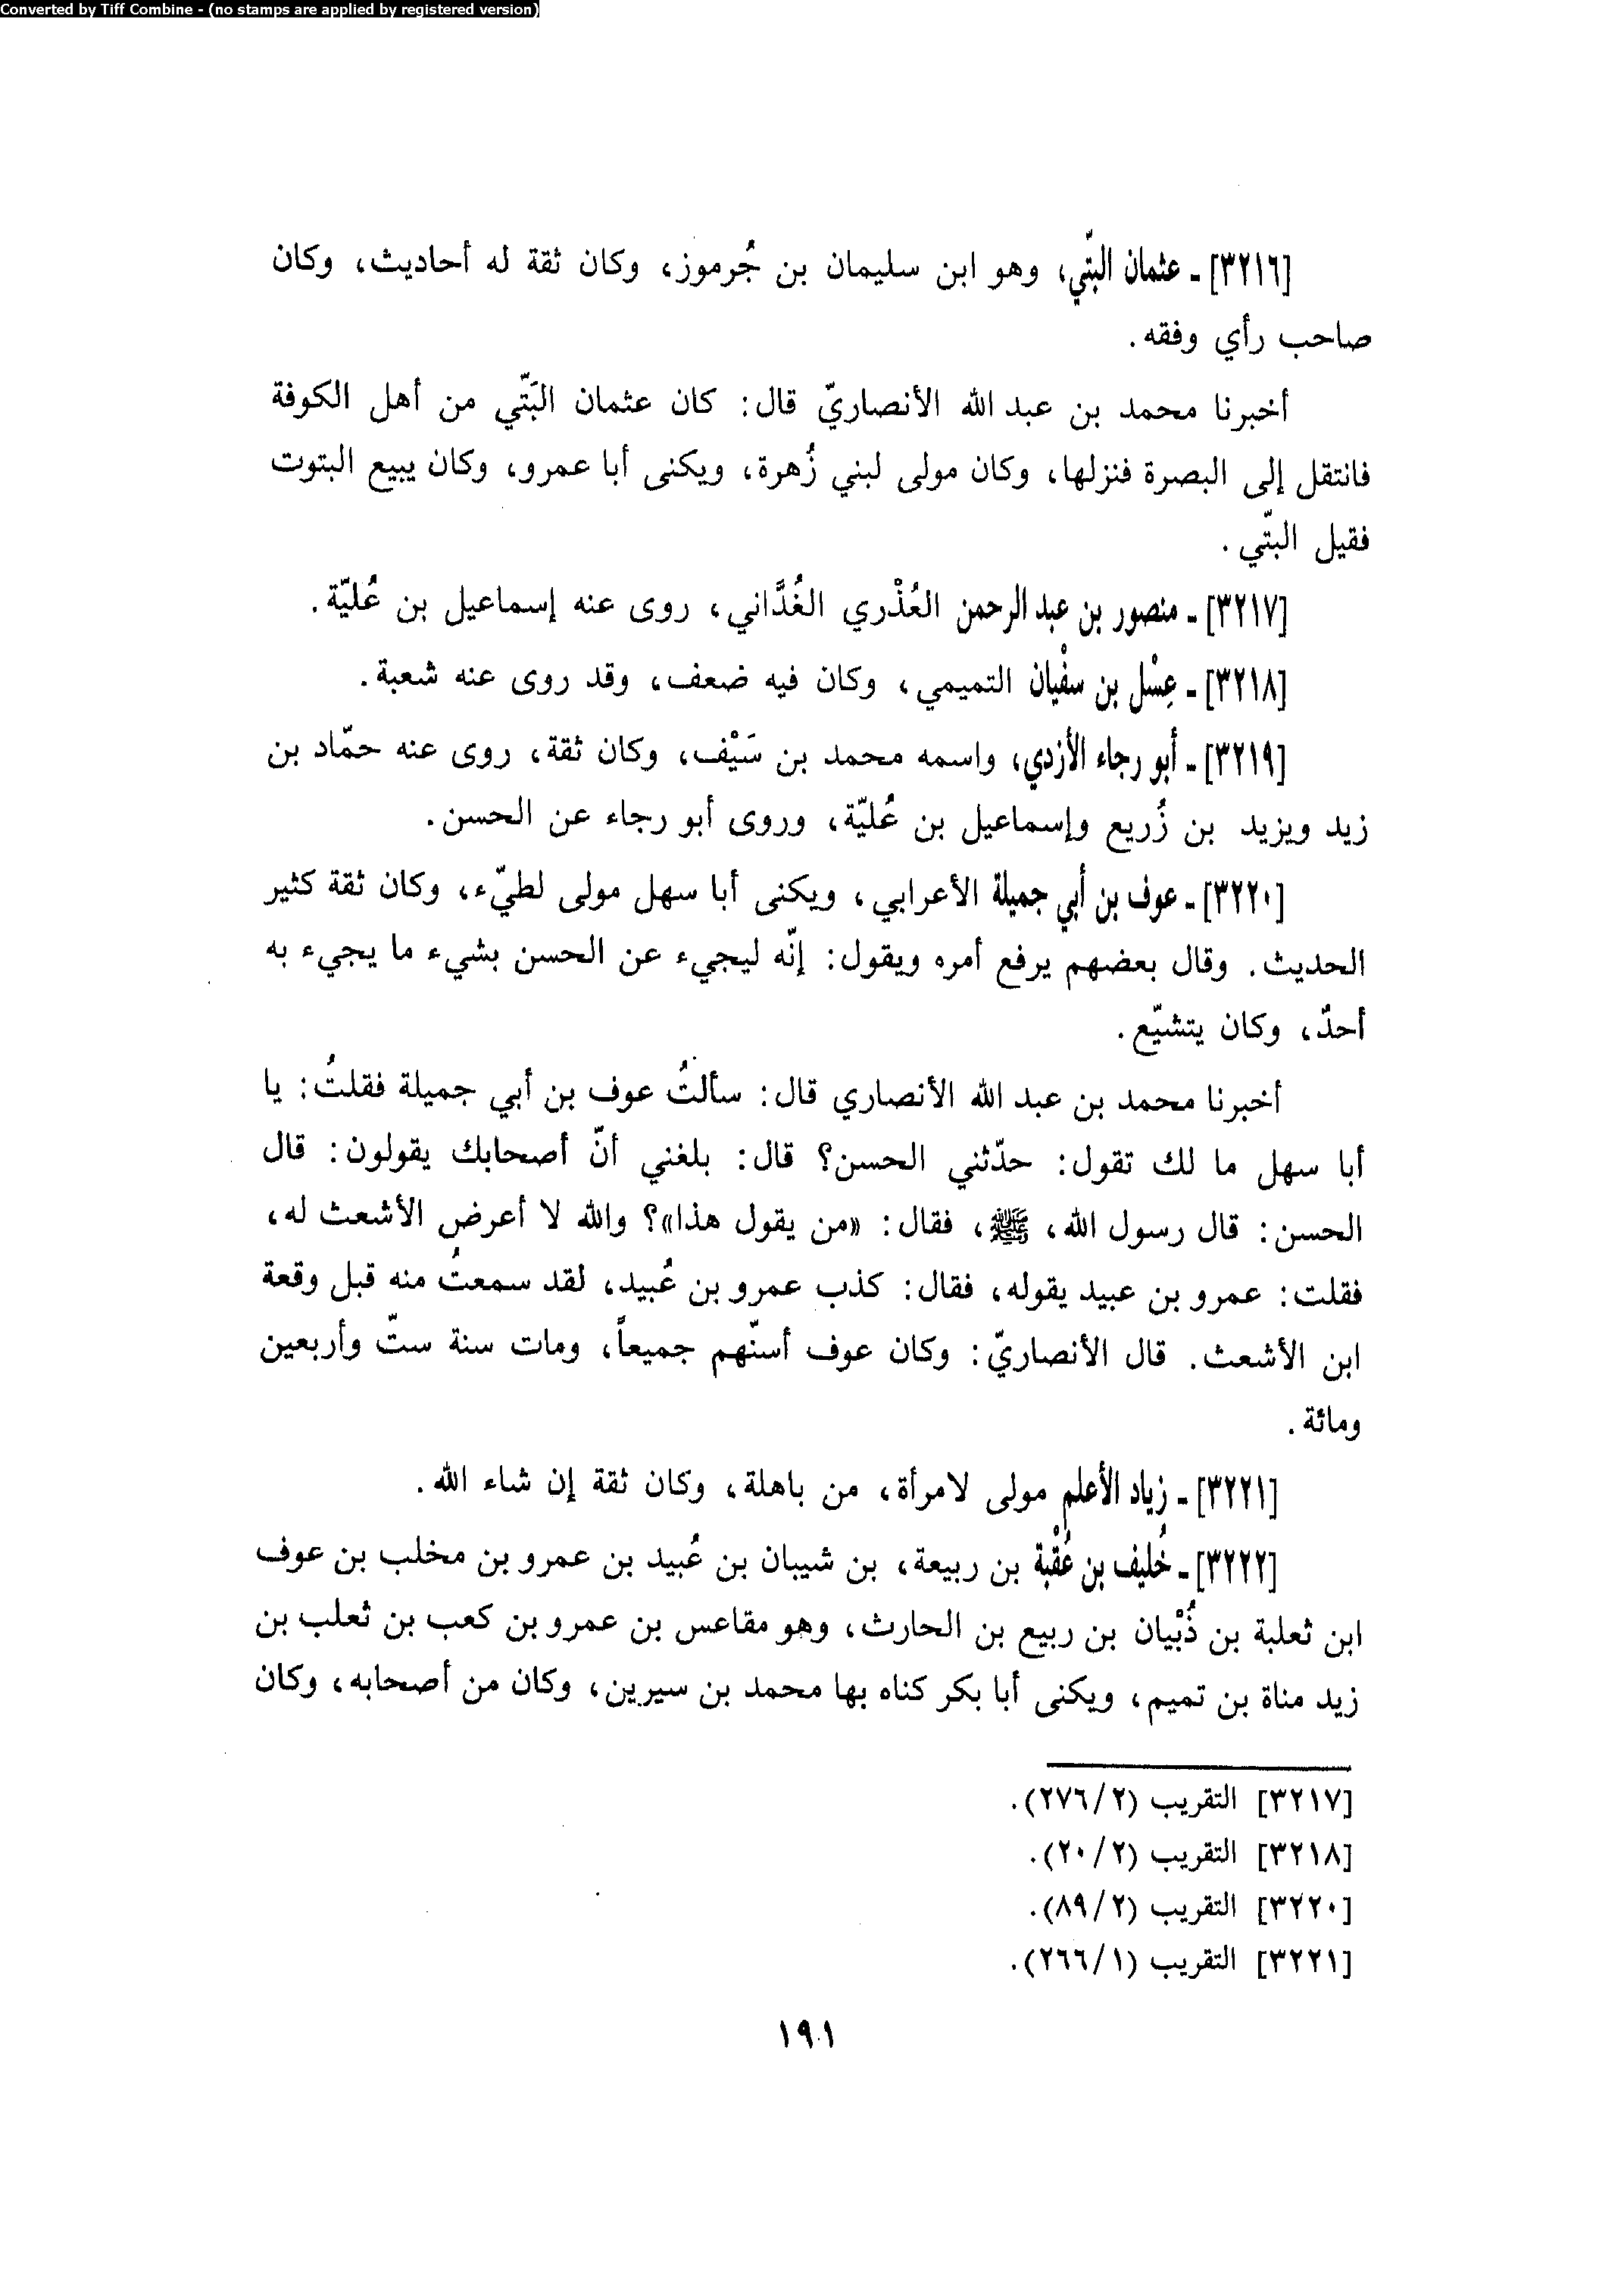 Converted by Tiff Combine - (no stamps are applied by registered version)
[٣٢١٦] ـ عثمان البتّي، وهو ابن سليمان بن جُرموز، وكان ثقة له أحاديث، وكان
صاحب رأي وفقه.
أخبرنا محمد بن عبد الله الأنصاريّ قال: كان عثمان البَتّي من أهل الكوفة
فانتقل إلى البصرة فنزلها، وكان مولى لبني زُهرة، ويكنى أبا عمرو، وكان يبيع البتوت
فقيل البتّي.
[٣٢١٧] ـ منصور بن عبد الرحمن العُذْري الغُدَّاني، روى عنه إسماعيل بن عُليّة.
[٣٢١٨] ـ عِسْل بن سفْيان التميمي، وكان فيه ضعف، وقد روى عنه شعبة.
[٣٢١٩] ـ أبو رجاء الأزدي، واسمه محمد بن سَيْف، وكان ثقة، روى عنه حمّاد بن
زيد ويزيد بن زُريع وإسماعيل بن عُليّة، وروى أبو رجاء عن الحسن.
[٣٢٢٠] ـ عوف بن أبي جميلة الأعرابي، ويكنى أبا سهل مولى لطيّء، وكان ثقة كثير
الحديث. وقال بعضهم يرفع أمره ويقول: إنّه ليجيء عن الحسن بشيء ما يجيء به
أحدٌ، وكان يتشيّع.
أخبرنا محمد بن عبد الله الأنصاري قال: سألتُ عوف بن أبي جميلة فقلتُ: يا
أبا سهل ما لك تقول: حدّثني الحسن؟ قال: بلغني أنّ أصحابك يقولون: قال
الحسن: قال رسول الله، ﷺ، فقال: «من يقول هذا»؟ والله لا أعرض الأشعث له،
فقلت: عمرو بن عبيد يقوله، فقال: كذب عمرو بن عُبيد، لقد سمعتُ منه قبل وقعة
ابن الأشعث. قال الأنصاريّ: وكان عوف أسنّهم جميعاً، ومات سنة ستّ وأربعين
ومائة.
[٣٢٢١] ـ زياد الأعلم مولى لامرأة، من باهلة، وكان ثقة إن شاء الله.
[٣٢٢٢] ـ خُليف بن عُقْبة بن ربيعة، بن شيبان بن عُبيد بن عمرو بن مخلب بن عوف
ابن ثعلبة بن ذُبْيان بن ربيع بن الحارث، وهو مقاعس بن عمرو بن كعب بن ثعلب بن
زيد مناة بن تميم، ويكنى أبا بكر كناه بها محمد بن سيرين، وكان من أصحابه، وكان
[٣٢١٧] التقريب (٢٧٦/٢).
[٣٢١٨] التقريب (٢٠/٢).
[٣٢٢٠] التقريب (٨٩/٢).
[٣٢٢١] التقريب (٢٦٦/١).
١٩١